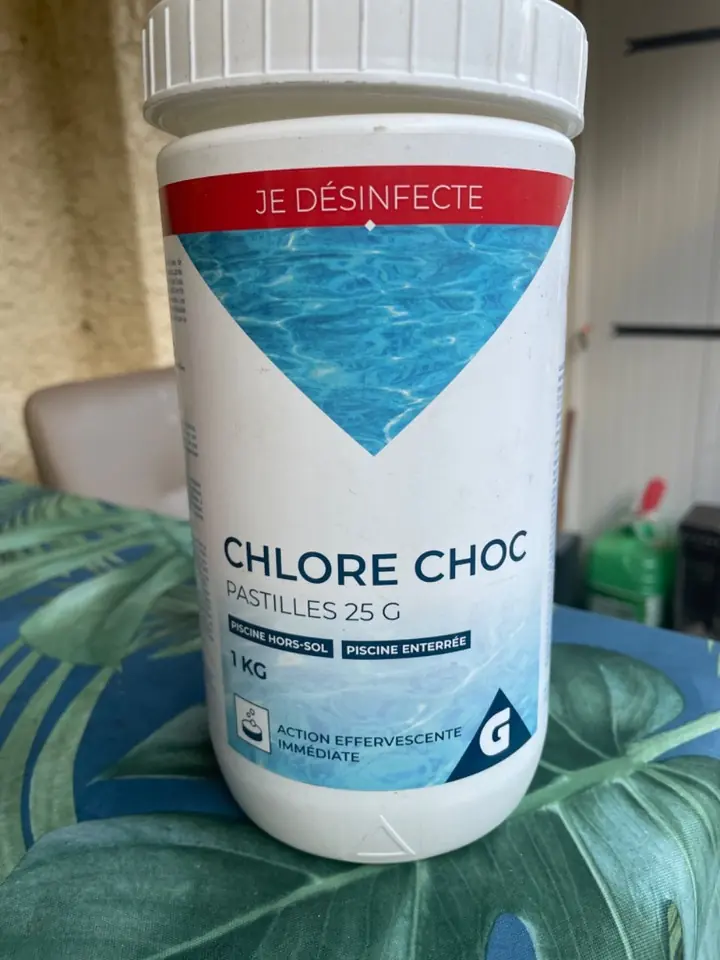 JE DÉSINFECTE
CHLORE CHOC
PASTILLES 25 G
PISCINE HORS-SOL PISCINE ENTERRÉE
1 KG
ACTION EFFERVESCENTE
IMMÉDIATE
G